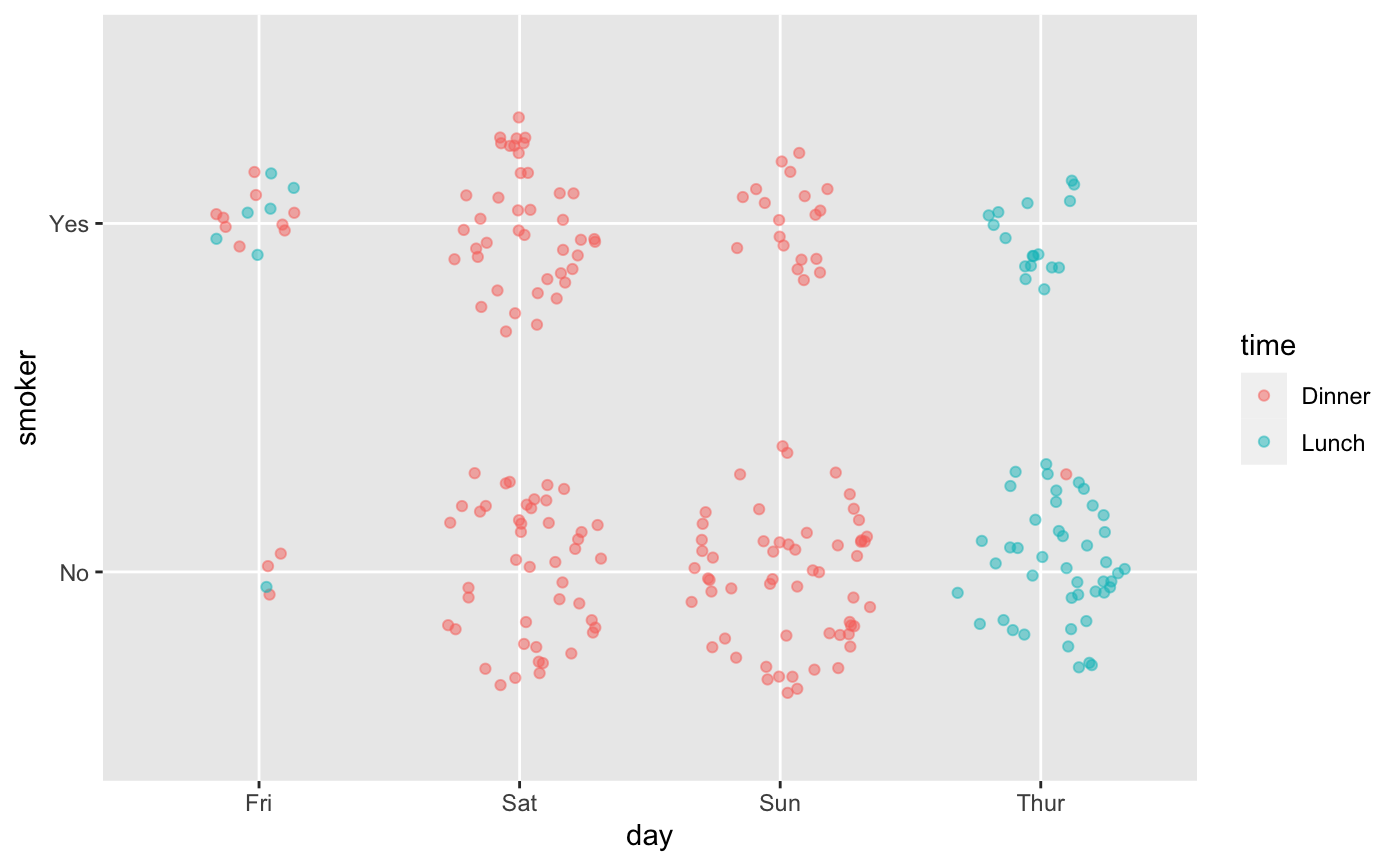 Yes
No
smoker
Fri
Sat
Sun
Thur
day
time
Dinner
Lunch